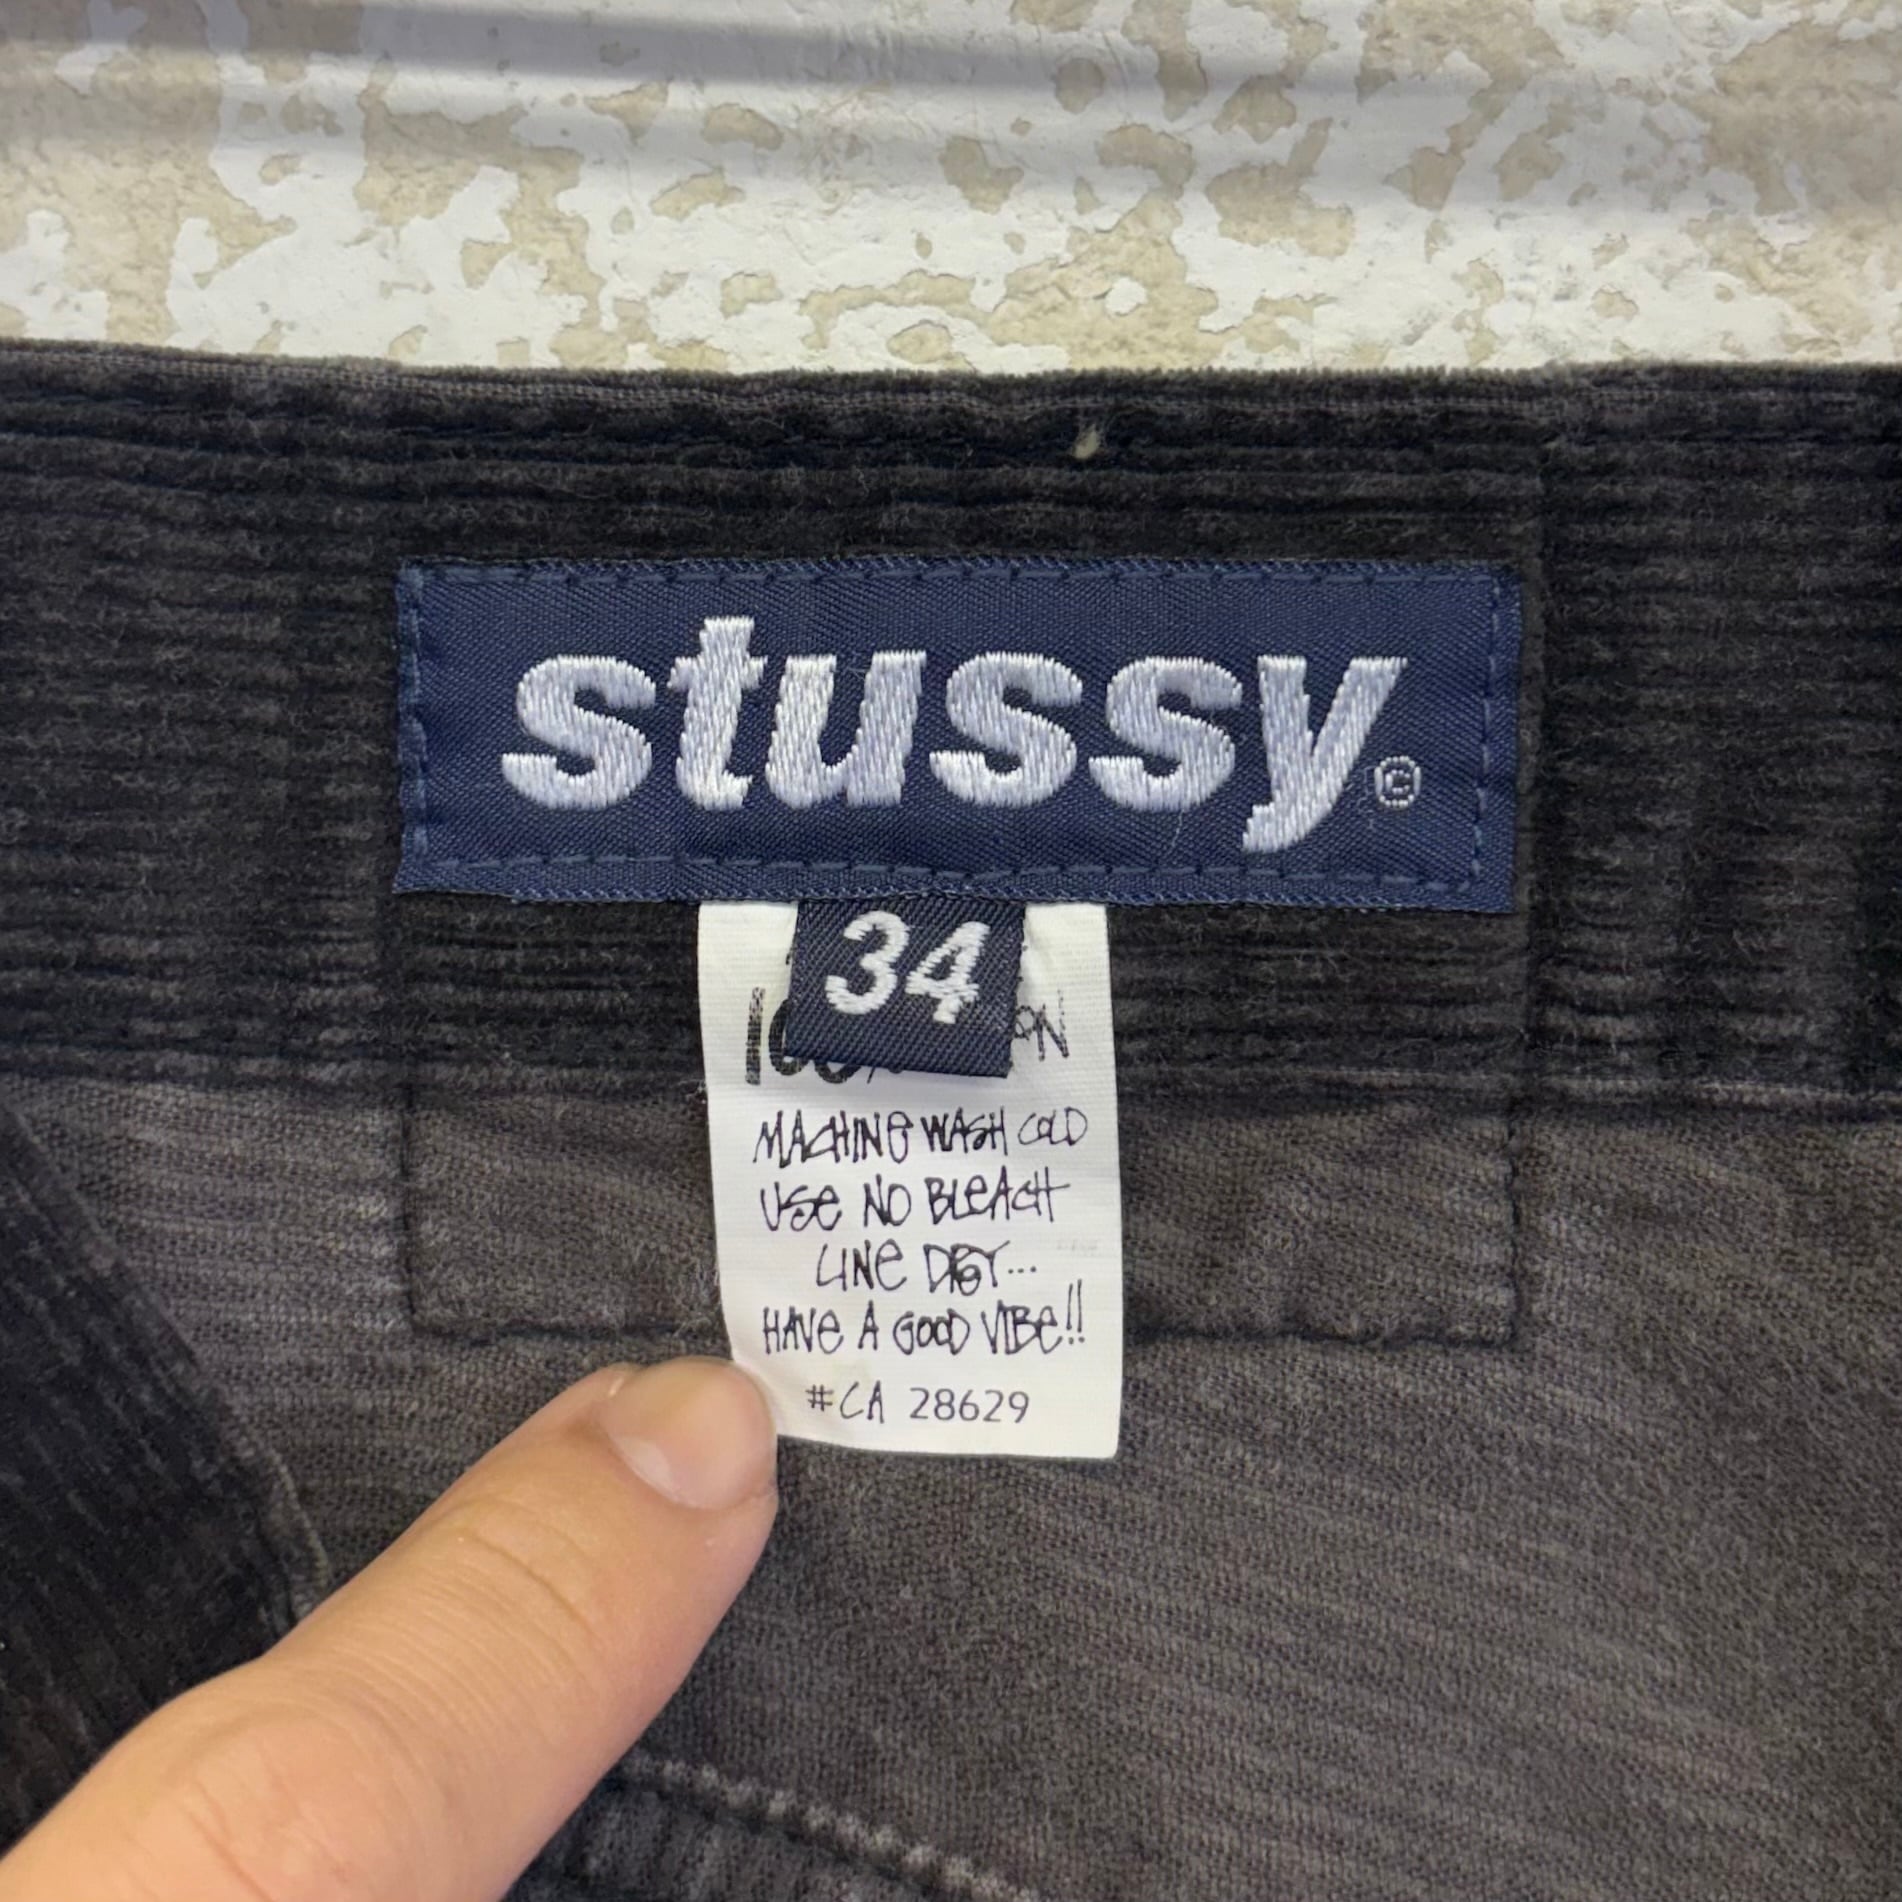 stussy©
34
MACHINE WASH COLD
USE NO BLEACH
LINE DRY...
HAVE A GOOD VIBE!!
#CA 28629